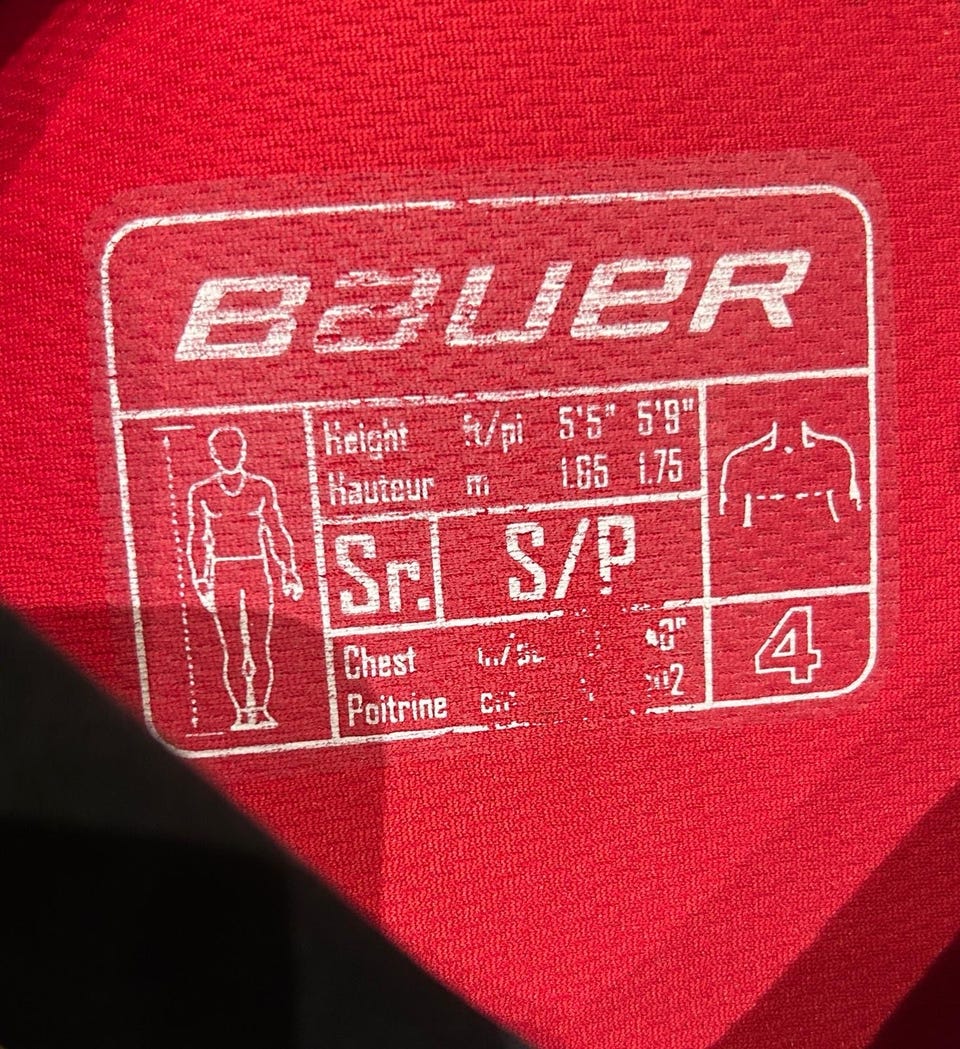 BAUER
Height ft/pi 5'5" 5'9"
Hauteur m 1.65 1.75
Sr. S/P
Chest
Poitrine
4